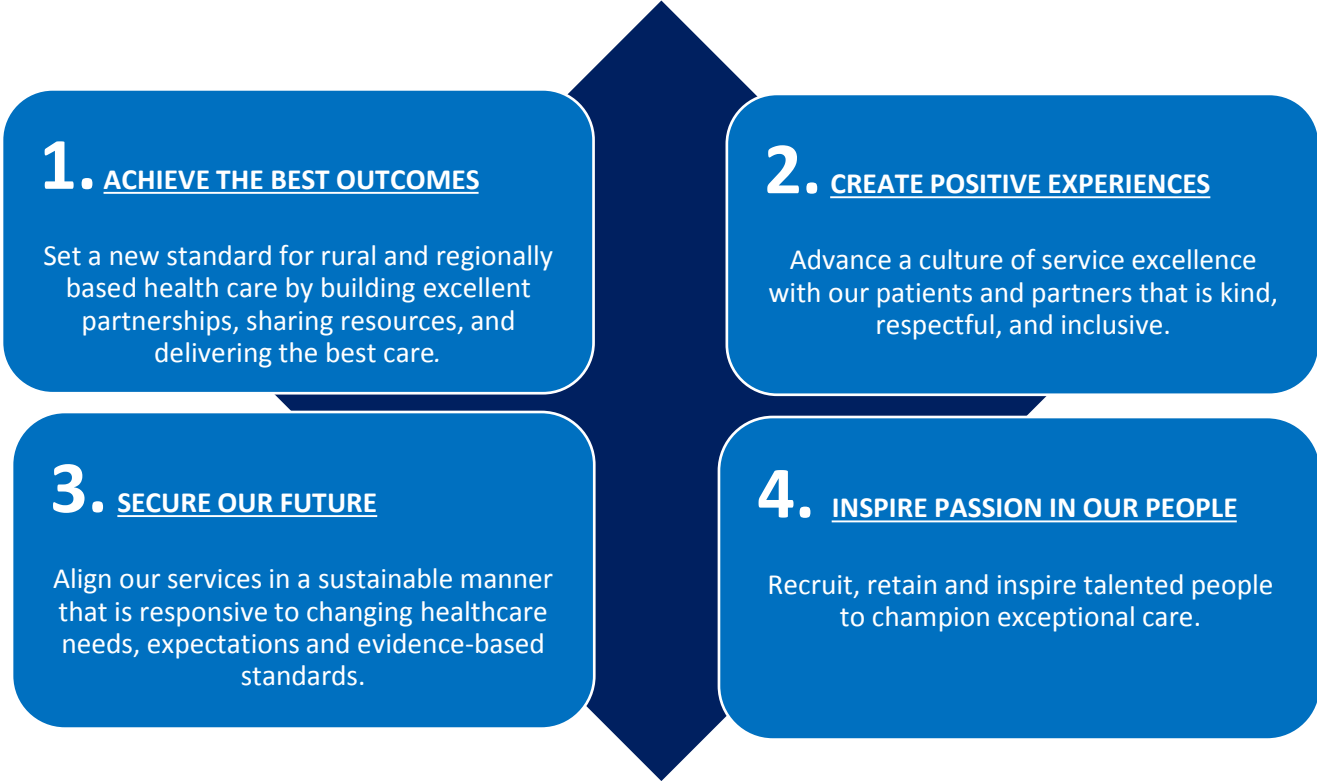 1. ACHIEVE THE BEST OUTCOMES
Set a new standard for rural and regionally
based health care by building excellent
partnerships, sharing resources, and
delivering the best care.
2. CREATE POSITIVE EXPERIENCES
Advance a culture of service excellence
with our patients and partners that is kind,
respectful, and inclusive.
3. SECURE OUR FUTURE
Align our services in a sustainable manner
that is responsive to changing healthcare
needs, expectations and evidence-based
standards.
4. INSPIRE PASSION IN OUR PEOPLE
Recruit, retain and inspire talented people
to champion exceptional care.